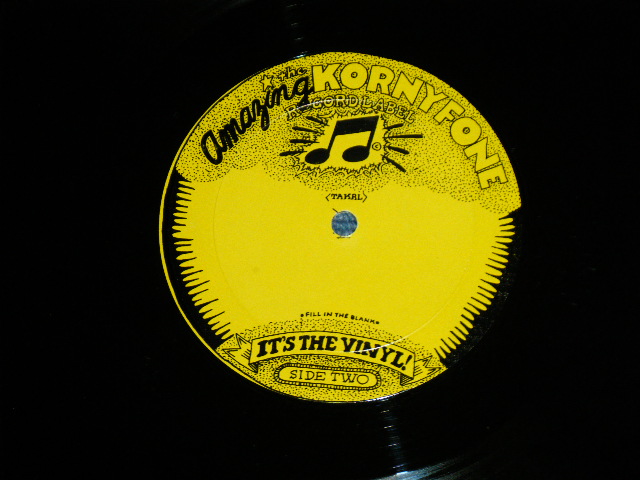 the
Amazing KORNYFONE
RECORD LABEL
©
<TAKRL>
•FILL IN THE BLANK•
IT'S THE VINYL!
SIDE TWO